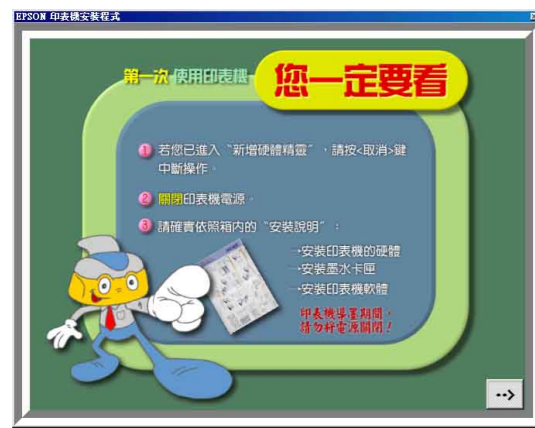 EPSON 印表機安裝程式
第一次使用印表機
您一定要看
1 若您已進入〝新增硬體精靈〞，請按<取消>鍵
中斷操作。
2 關閉印表機電源。
3 請確實依照箱內的〝安裝說明〞：
→安裝印表機的硬體
→安裝墨水卡匣
→安裝印表機軟體
印表機導墨期間，
請勿將電源關閉！
-->